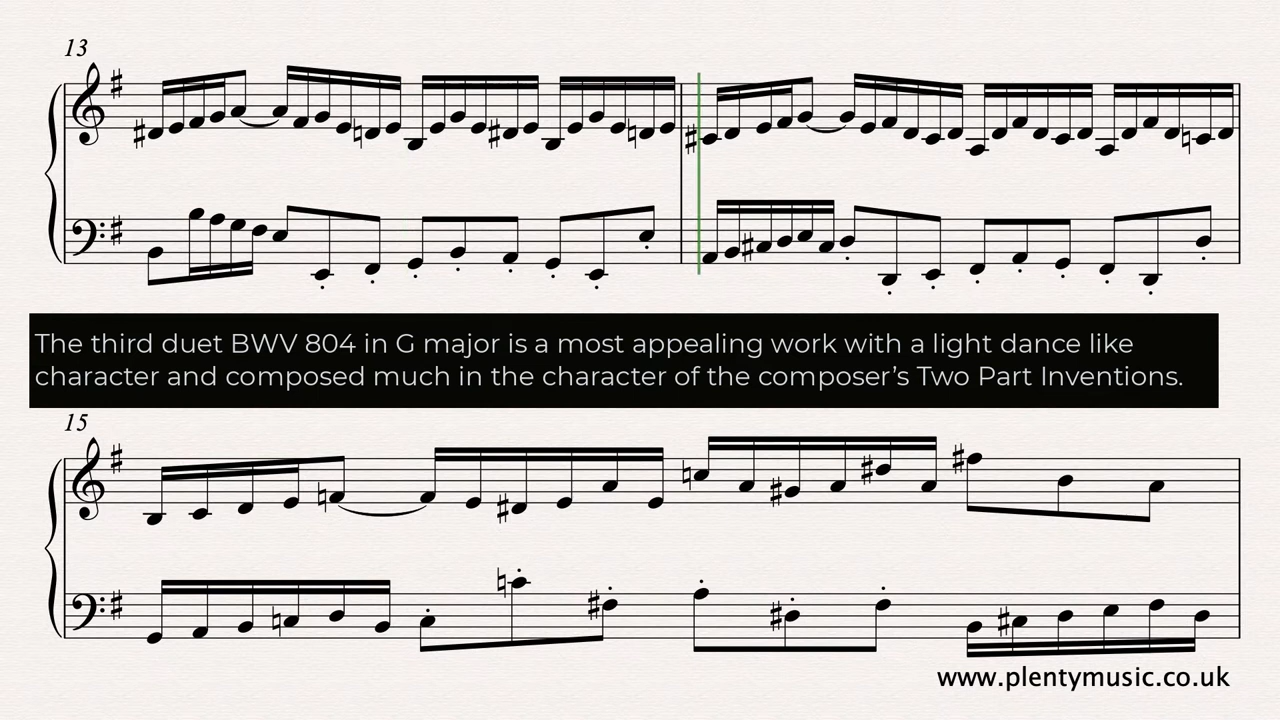 13
The third duet BWV 804 in G major is a most appealing work with a light dance like
character and composed much in the character of the composer’s Two Part Inventions.
15
www.plentymusic.co.uk